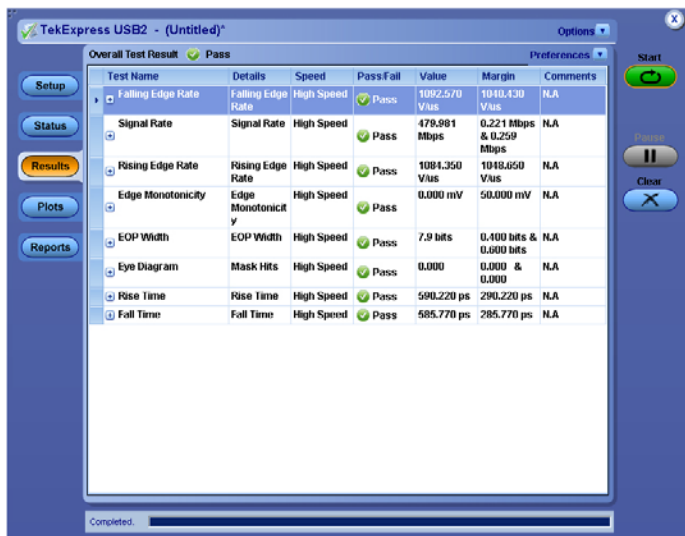 TekExpress USB2 - (Untitled)*
Options
Overall Test Result Pass
Preferences
Start
Pause
Clear
Setup
Status
Results
Plots
Reports
Test Name Details Speed Pass/Fail Value Margin Comments
Falling Edge Rate Falling Edge High Speed Pass 1092.570 1040.430 N.A
Rate V/us V/us
Signal Rate Signal Rate High Speed Pass 479.981 0.221 Mbps N.A
Mbps & 0.259
Mbps
Rising Edge Rate Rising Edge High Speed Pass 1084.350 1048.650 N.A
Rate V/us V/us
Edge Monotonicity Edge High Speed Pass 0.000 mV 50.000 mV N.A
Monotonicit
y
EOP Width EOP Width High Speed Pass 7.9 bits 0.400 bits & N.A
0.600 bits
Eye Diagram Mask Hits High Speed Pass 0.000 0.000 & N.A
0.000
Rise Time Rise Time High Speed Pass 590.220 ps 290.220 ps N.A
Fall Time Fall Time High Speed Pass 585.770 ps 285.770 ps N.A
Completed.